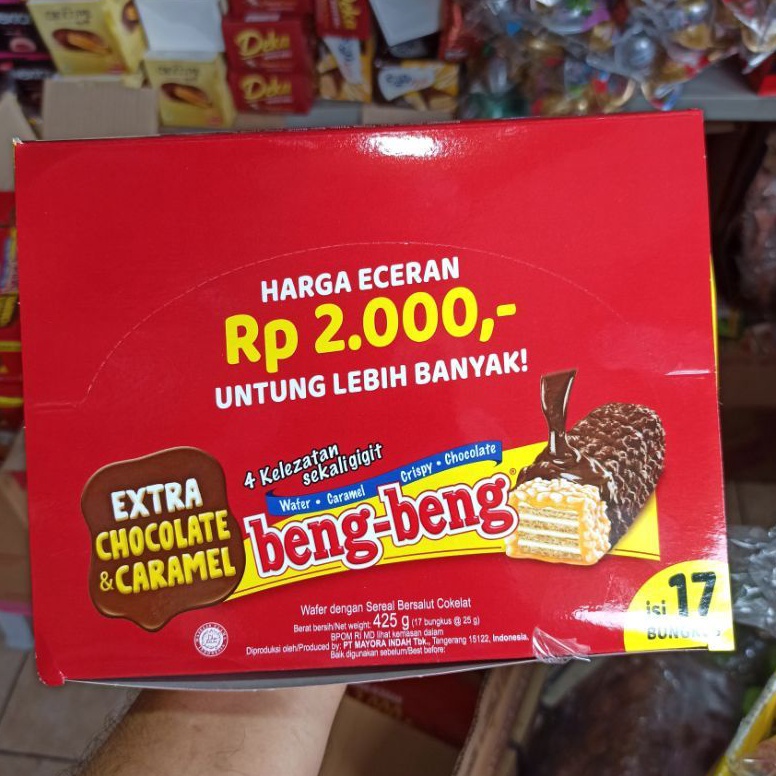 Deka
Deka
HARGA ECERAN
Rp 2.000,-
UNTUNG LEBIH BANYAK!
4 Kelezatan
sekali gigit
Wafer • Caramel Crispy • Chocolate
beng-beng®
EXTRA
CHOCOLATE
& CARAMEL
isi 17
BUNGKUS
Wafer dengan Sereal Bersalut Cokelat
Berat bersih/Net weight: 425 g (17 bungkus @ 25 g)
BPOM RI MD lihat kemasan dalam
Diproduksi oleh/Produced by: PT MAYORA INDAH Tbk., Tangerang 15122, Indonesia.
Baik digunakan sebelum/Best before: